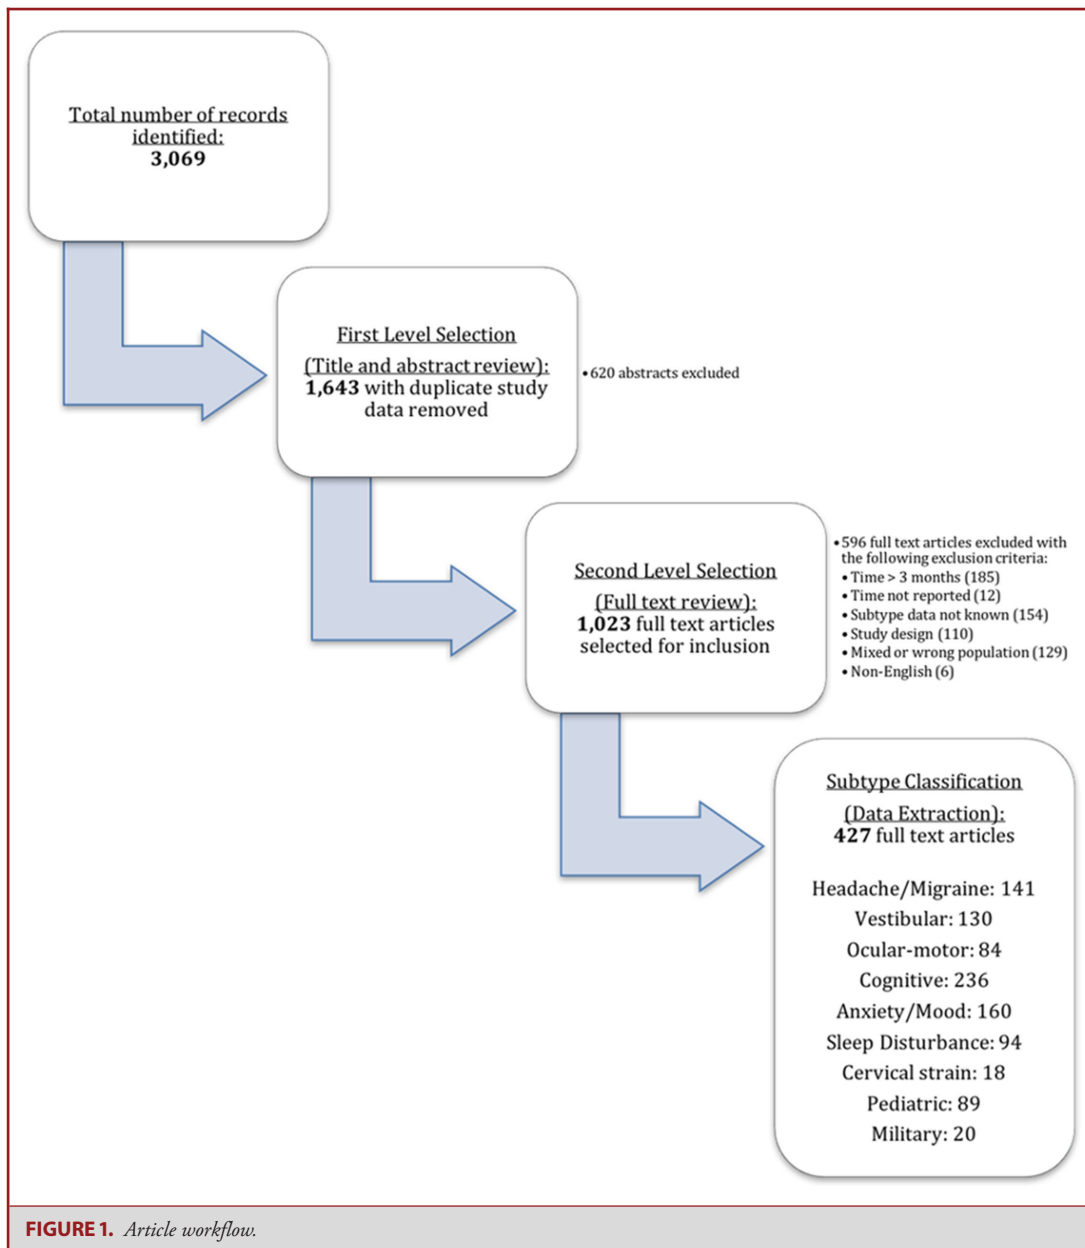 Total number of records
identified:
3,069
First Level Selection
(Title and abstract review):
1,643 with duplicate study
data removed
•620 abstracts excluded
Second Level Selection
(Full text review):
1,023 full text articles
selected for inclusion
•596 full text articles excluded with
the following exclusion criteria:
•Time > 3 months (185)
•Time not reported (12)
•Subtype data not known (154)
•Study design (110)
•Mixed or wrong population (129)
•Non-English (6)
Subtype Classification
(Data Extraction):
427 full text articles
Headache/Migraine: 141
Vestibular: 130
Ocular-motor: 84
Cognitive: 236
Anxiety/Mood: 160
Sleep Disturbance: 94
Cervical strain: 18
Pediatric: 89
Military: 20
FIGURE 1. Article workflow.